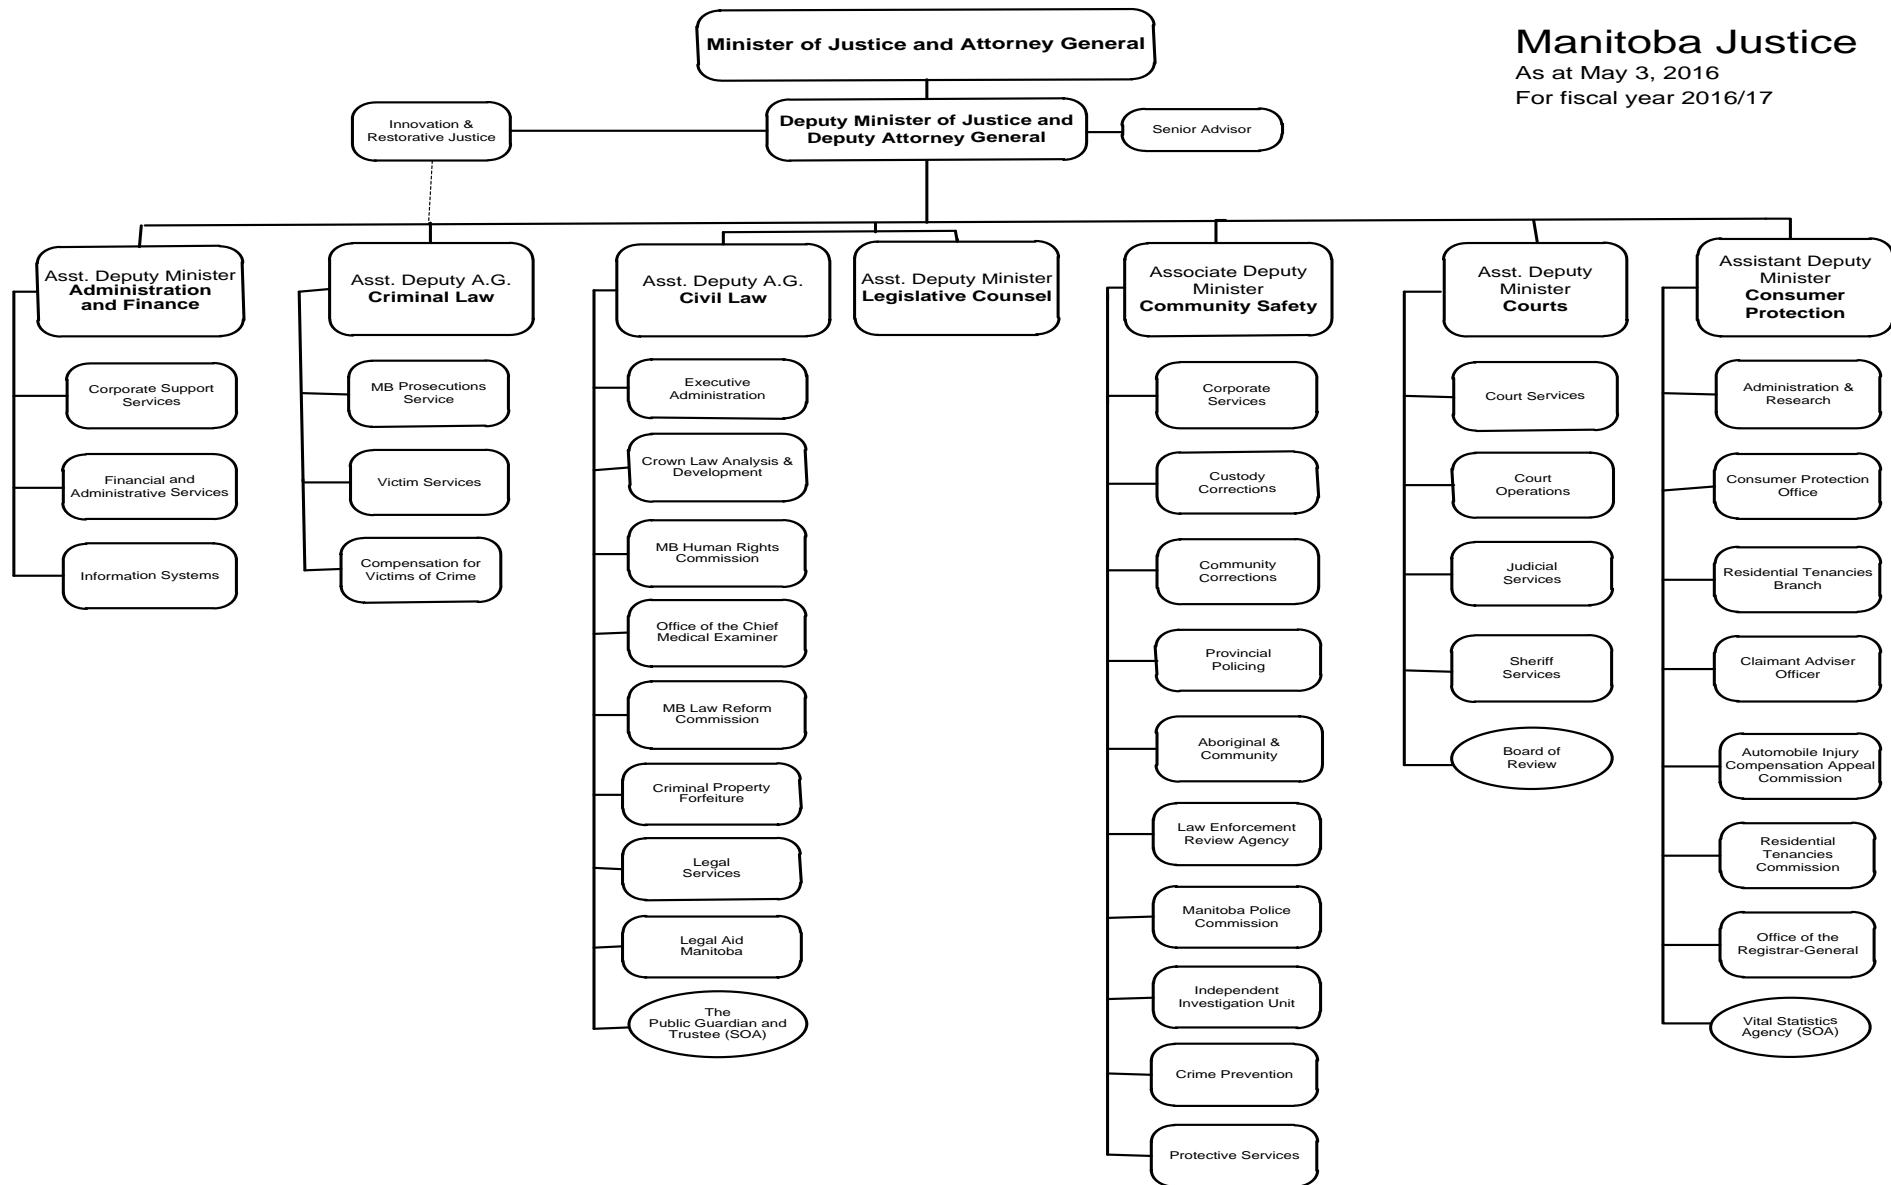 Manitoba Justice
As at May 3, 2016
For fiscal year 2016/17
Minister of Justice and Attorney General
Deputy Minister of Justice and
Deputy Attorney General
Innovation &
Restorative Justice
Senior Advisor
Asst. Deputy Minister
Administration
and Finance
Corporate Support
Services
Financial and
Administrative Services
Information Systems
Asst. Deputy A.G.
Criminal Law
MB Prosecutions
Service
Victim Services
Compensation for
Victims of Crime
Asst. Deputy A.G.
Civil Law
Executive
Administration
Crown Law Analysis &
Development
MB Human Rights
Commission
Office of the Chief
Medical Examiner
MB Law Reform
Commission
Criminal Property
Forfeiture
Legal
Services
Legal Aid
Manitoba
The
Public Guardian and
Trustee (SOA)
Asst. Deputy Minister
Legislative Counsel
Associate Deputy
Minister
Community Safety
Corporate
Services
Custody
Corrections
Community
Corrections
Provincial
Policing
Aboriginal &
Community
Law Enforcement
Review Agency
Manitoba Police
Commission
Independent
Investigation Unit
Crime Prevention
Protective Services
Asst. Deputy
Minister
Courts
Court Services
Court
Operations
Judicial
Services
Sheriff
Services
Board of
Review
Assistant Deputy
Minister
Consumer
Protection
Administration &
Research
Consumer Protection
Office
Residential Tenancies
Branch
Claimant Adviser
Officer
Automobile Injury
Compensation Appeal
Commission
Residential
Tenancies
Commission
Office of the
Registrar-General
Vital Statistics
Agency (SOA)